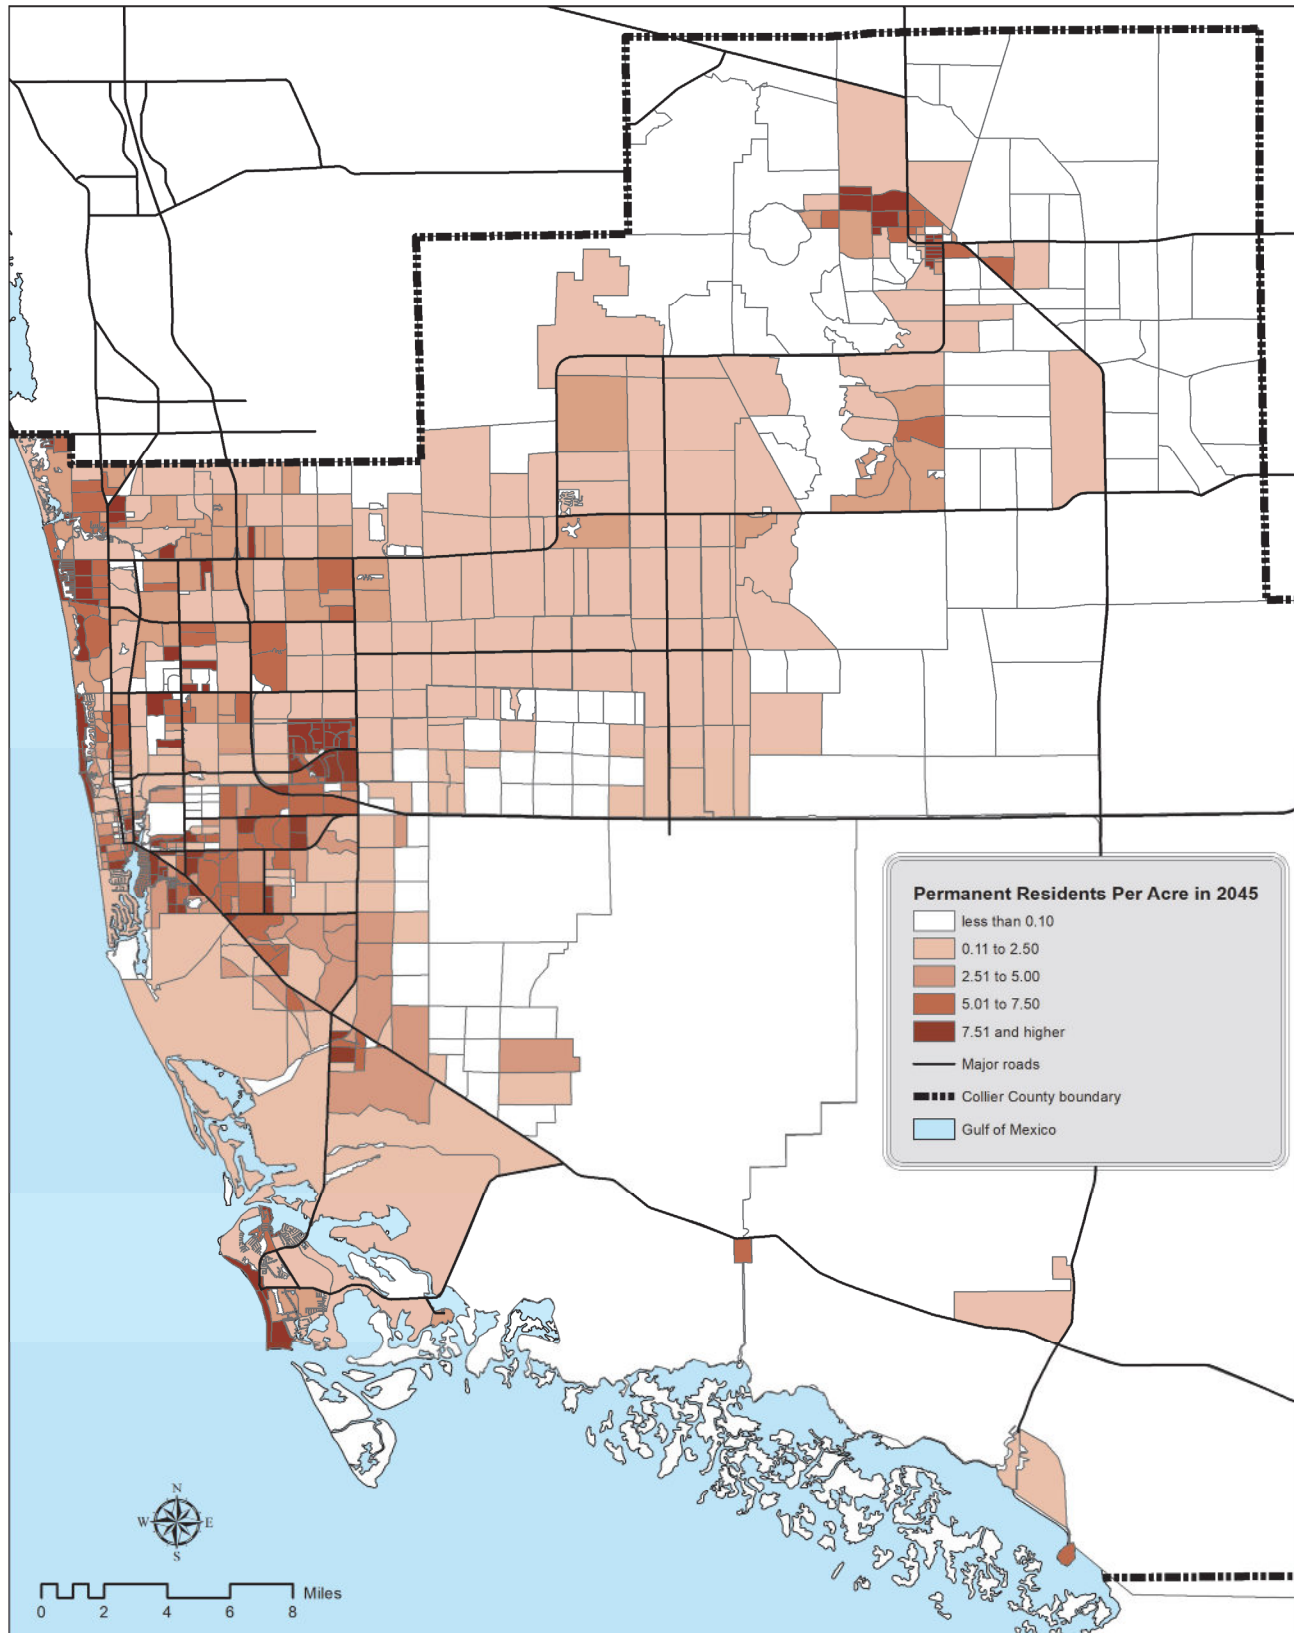 Permanent Residents Per Acre in 2045
less than 0.10
0.11 to 2.50
2.51 to 5.00
5.01 to 7.50
7.51 and higher
Major roads
Collier County boundary
Gulf of Mexico
N
W E
S
Miles
0 2 4 6 8